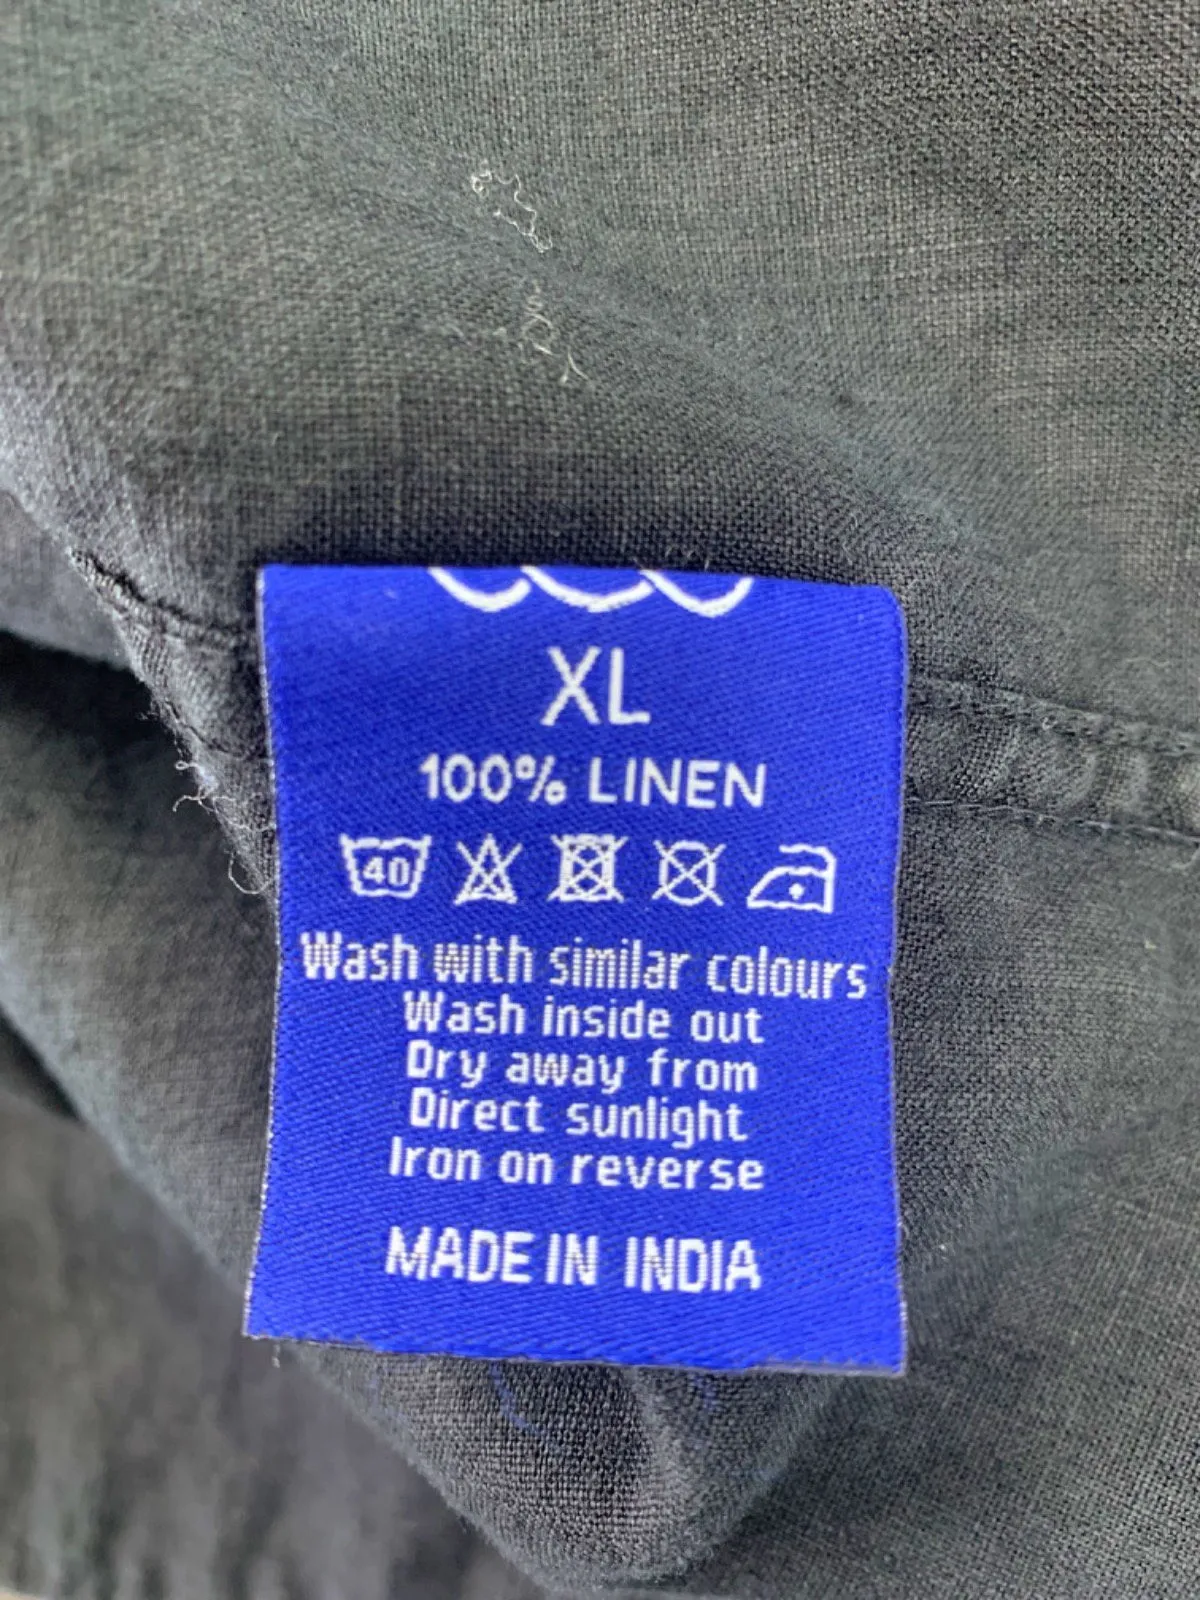 XL
100% LINEN
40
Wash with similar colours
Wash inside out
Dry away from
Direct sunlight
Iron on reverse
MADE IN INDIA